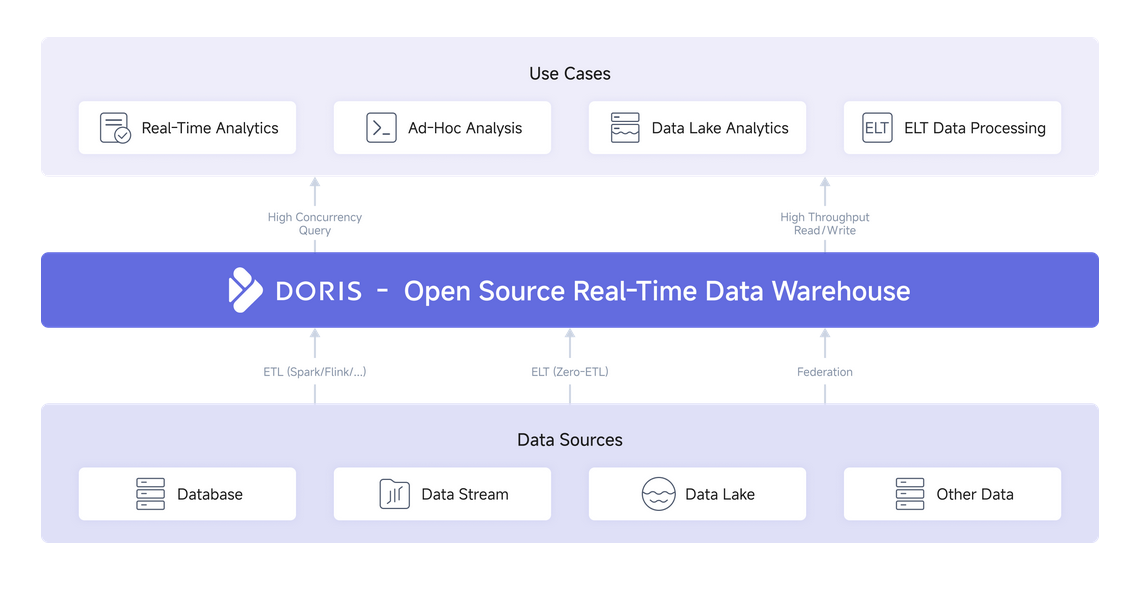 Use Cases
Real-Time Analytics
Ad-Hoc Analysis
Data Lake Analytics
ELT
ELT Data Processing
High Concurrency
Query
High Throughput
Read/Write
DORIS - Open Source Real-Time Data Warehouse
ETL (Spark/Flink/...)
ELT (Zero-ETL)
Federation
Data Sources
Database
Data Stream
Data Lake
Other Data